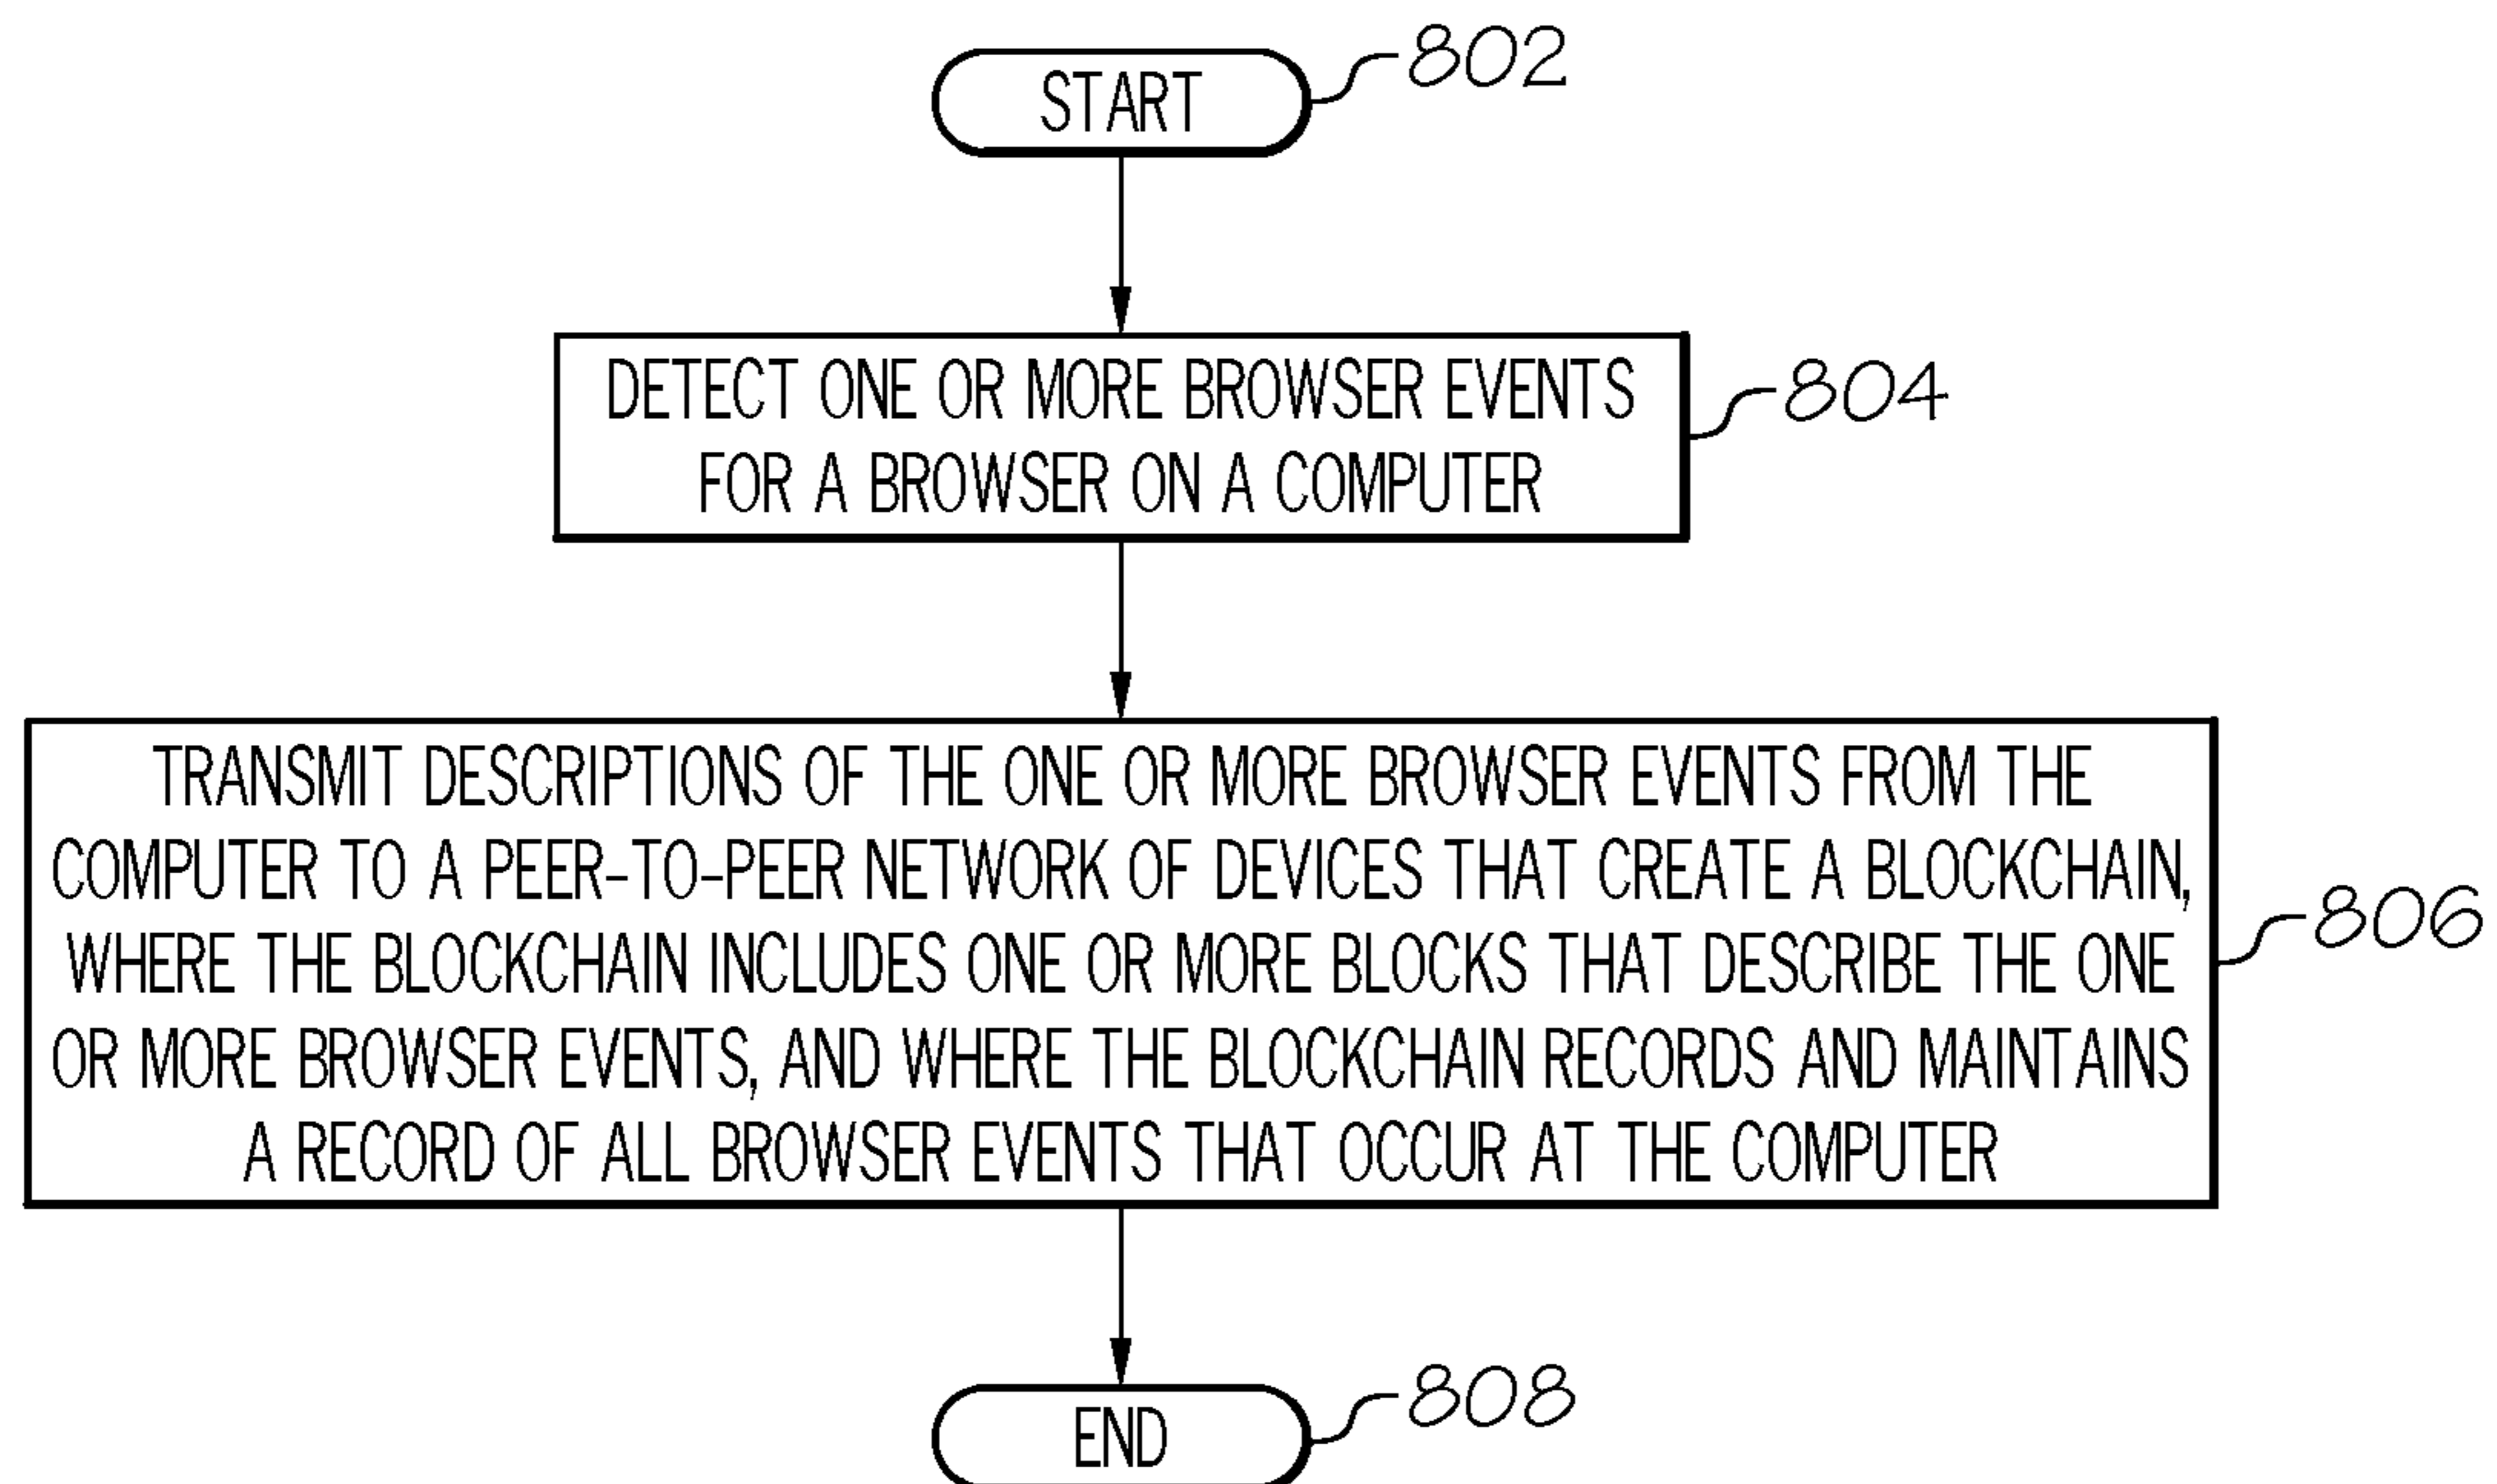 START
802
DETECT ONE OR MORE BROWSER EVENTS
FOR A BROWSER ON A COMPUTER
804
TRANSMIT DESCRIPTIONS OF THE ONE OR MORE BROWSER EVENTS FROM THE
COMPUTER TO A PEER-TO-PEER NETWORK OF DEVICES THAT CREATE A BLOCKCHAIN,
WHERE THE BLOCKCHAIN INCLUDES ONE OR MORE BLOCKS THAT DESCRIBE THE ONE
OR MORE BROWSER EVENTS, AND WHERE THE BLOCKCHAIN RECORDS AND MAINTAINS
A RECORD OF ALL BROWSER EVENTS THAT OCCUR AT THE COMPUTER
806
END
808